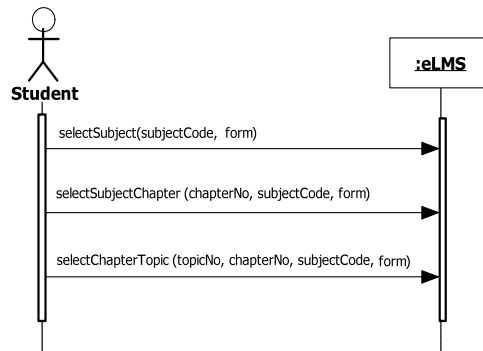 :eLMS
Student
selectSubject(subjectCode, form)
selectSubjectChapter (chapterNo, subjectCode, form)
selectChapterTopic (topicNo, chapterNo, subjectCode, form)